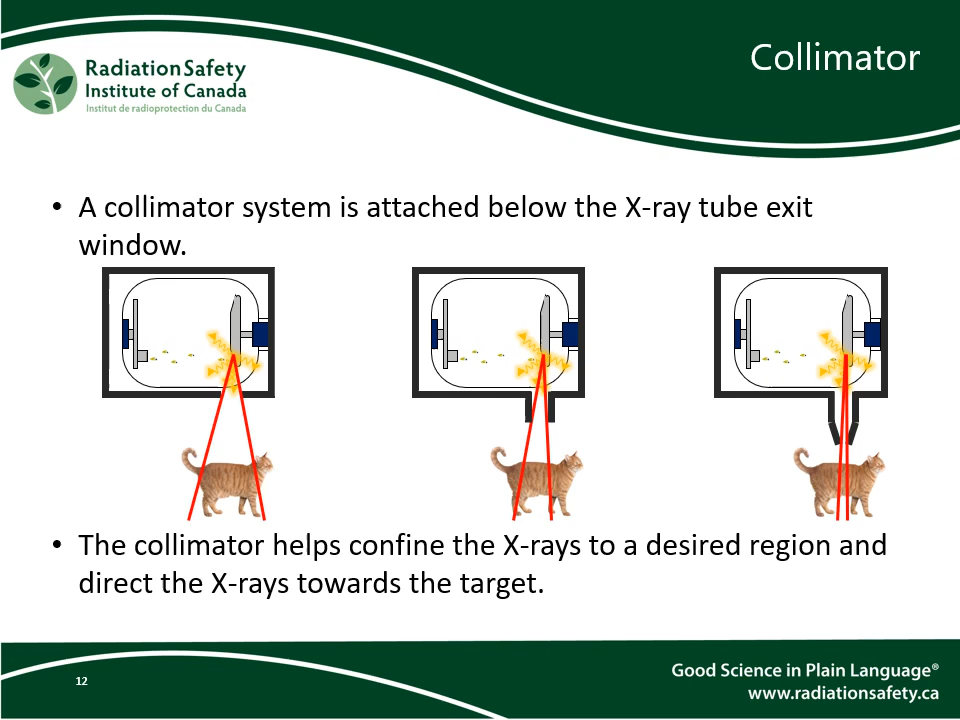 Collimator
Radiation Safety
Institute of Canada
Institut de radioprotection du Canada
• A collimator system is attached below the X-ray tube exit
window.
• The collimator helps confine the X-rays to a desired region and
direct the X-rays towards the target.
12
Good Science in Plain Language®
www.radiationsafety.ca